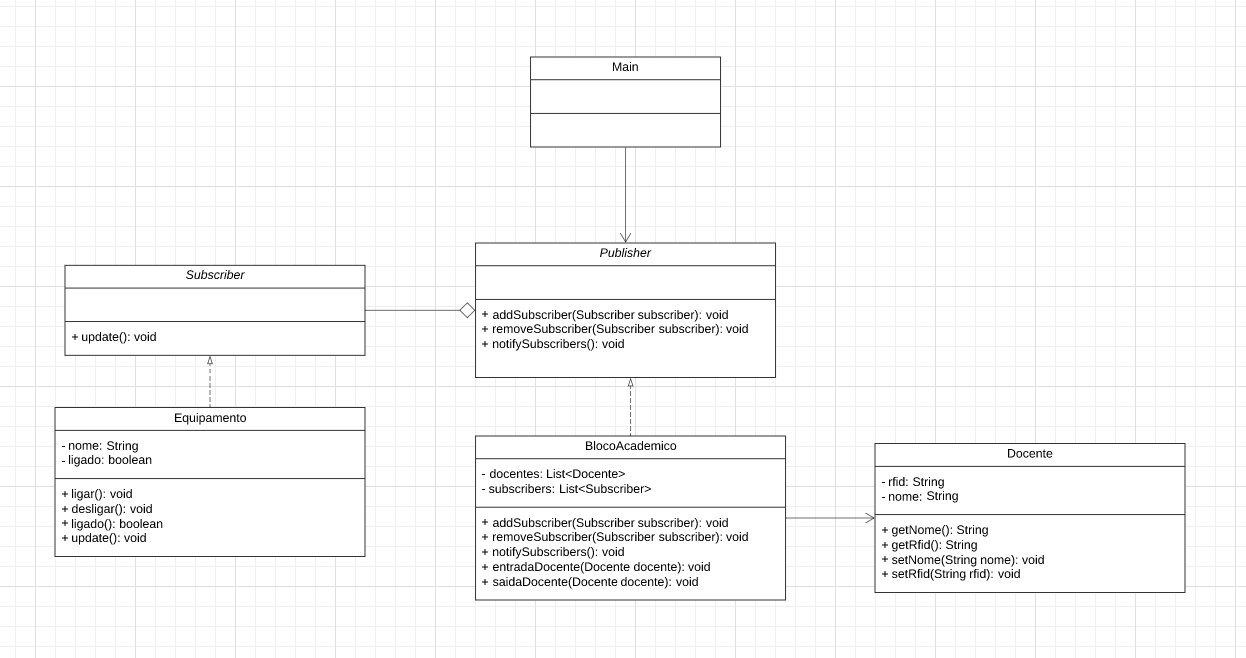 Main
Publisher
+ addSubscriber(Subscriber subscriber): void
+ removeSubscriber(Subscriber subscriber): void
+ notifySubscribers(): void
Subscriber
+ update(): void
Equipamento
- nome: String
- ligado: boolean
+ ligar(): void
+ desligar(): void
+ ligado(): boolean
+ update(): void
BlocoAcademico
- docentes: List<Docente>
- subscribers: List<Subscriber>
+ addSubscriber(Subscriber subscriber): void
+ removeSubscriber(Subscriber subscriber): void
+ notifySubscribers(): void
+ entradaDocente(Docente docente): void
+ saidaDocente(Docente docente): void
Docente
- rfid: String
- nome: String
+ getNome(): String
+ getRfid(): String
+ setNome(String nome): void
+ setRfid(String rfid): void